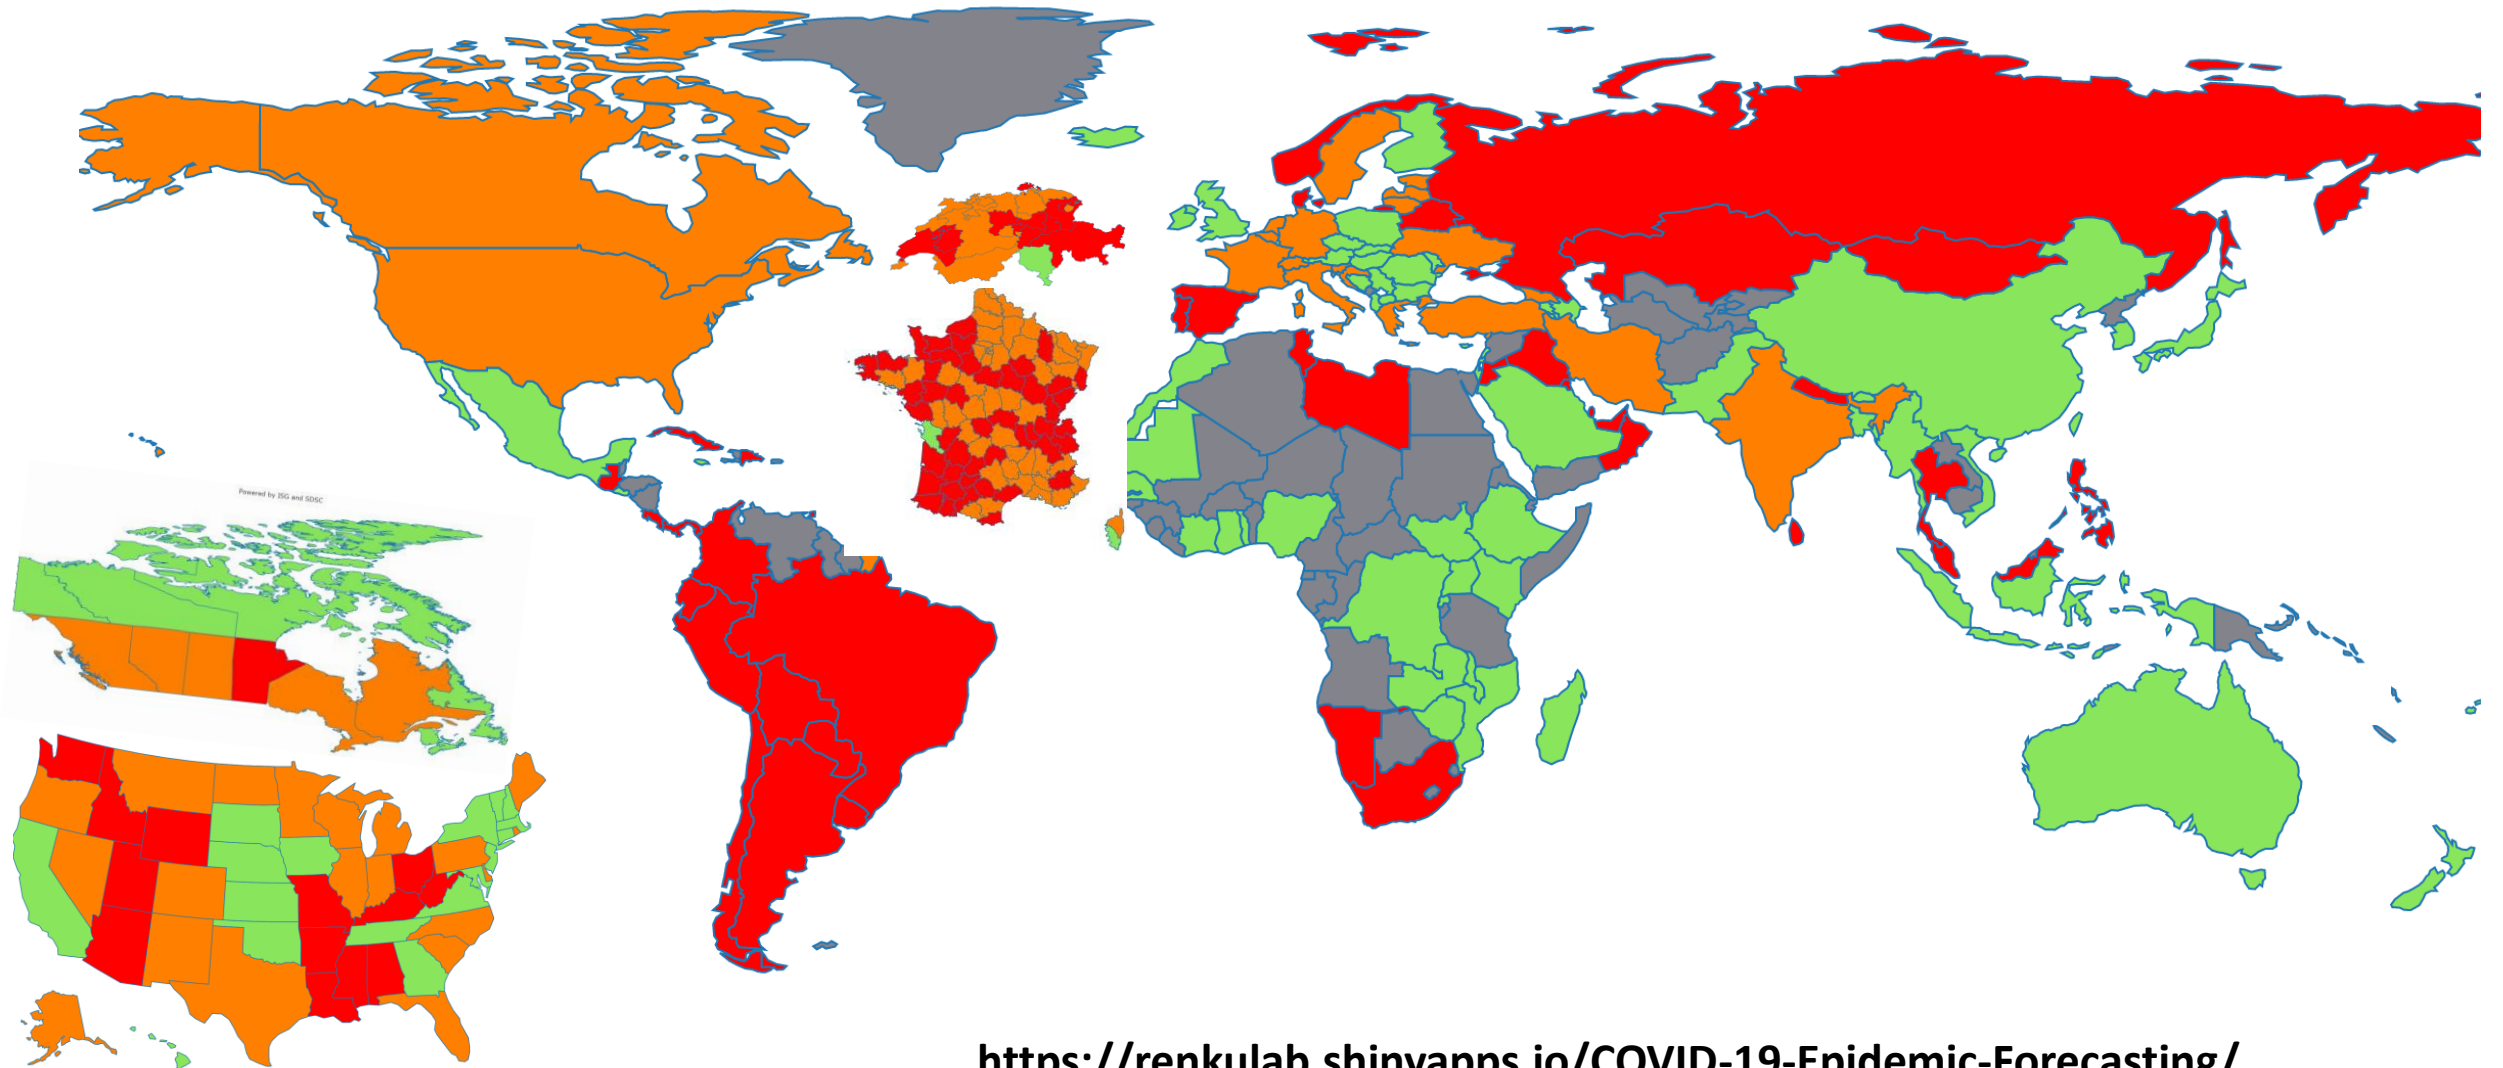 Powered by ISG and SDSC
https://renkulab.shinyapps.io/COVID-19-Epidemic-Forecasting/